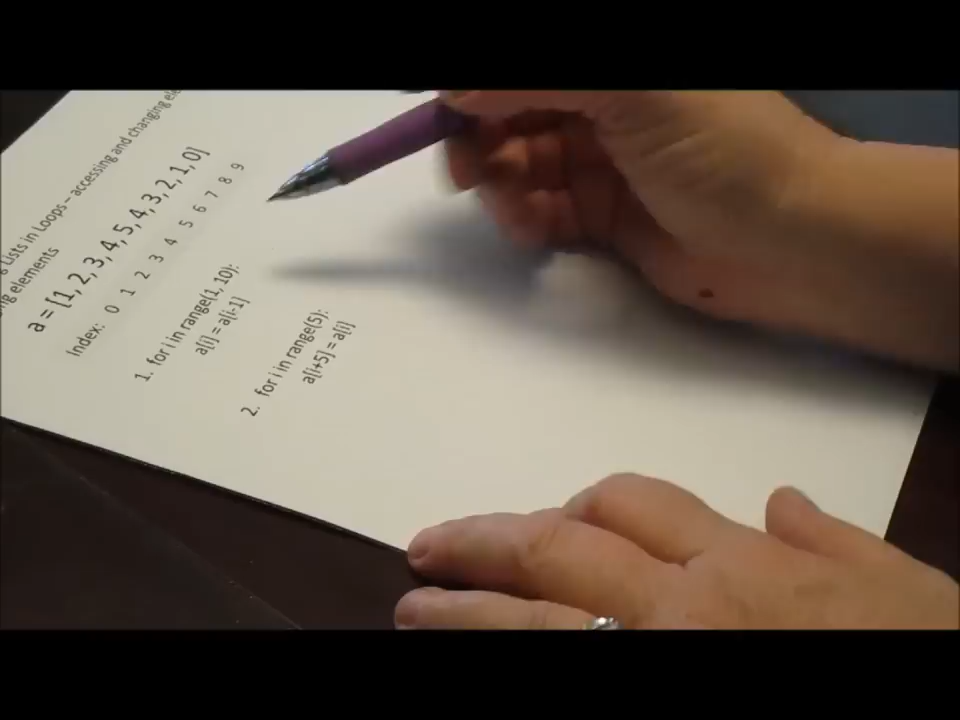 Lists in Loops – accessing and changing
elements
a = [1, 2, 3, 4, 5, 4, 3, 2, 1, 0]
Index: 0 1 2 3 4 5 6 7 8 9
1. for i in range(1, 10):
a[i] = a[i-1]
2. for i in range(5):
a[i+5] = a[i]